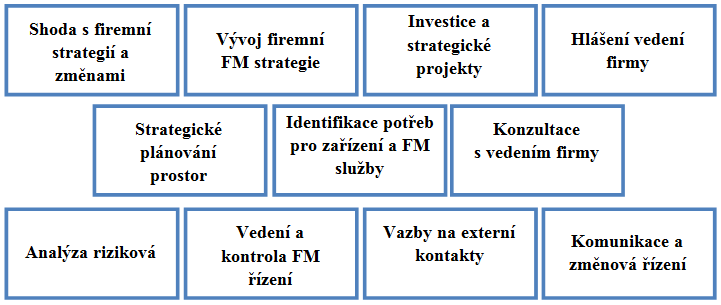 Shoda s firemní
strategií a
změnami
Vývoj firemní
FM strategie
Investice a
strategické
projekty
Hlášení vedení
firmy
Strategické
plánování
prostor
Identifikace potřeb
pro zařízení a FM
služby
Konzultace
s vedením firmy
Analýza riziková
Vedení a
kontrola FM
řízení
Vazby na externí
kontakty
Komunikace a
změnová řízení